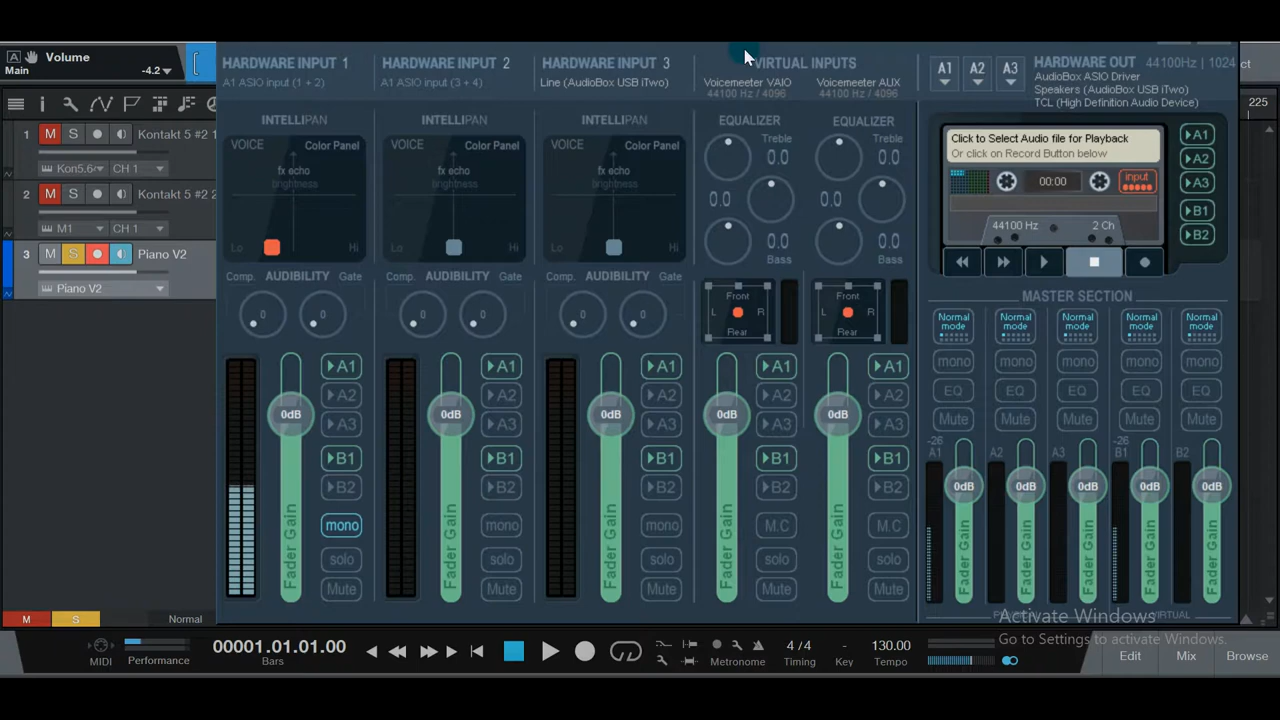 A Volume
Main -4.2
1 M S Kontakt 5 #2 1
Kon5.6 CH 1
2 M S Kontakt 5 #2 2
M1 CH 1
3 M S Piano V2
Piano V2
HARDWARE INPUT 1
A1 ASIO input (1 + 2)
HARDWARE INPUT 2
A1 ASIO input (3 + 4)
HARDWARE INPUT 3
Line (AudioBox USB iTwo)
VIRTUAL INPUTS
Voicemeeter VAIO Voicemeeter AUX
44100 Hz / 4096 44100 Hz / 4096
A1 A2 A3
HARDWARE OUT 44100Hz | 1024
AudioBox ASIO Driver
Speakers (AudioBox USB iTwo)
TCL (High Definition Audio Device)
225
INTELLIPAN INTELLIPAN INTELLIPAN
VOICE Color Panel VOICE Color Panel VOICE Color Panel
fx echo fx echo fx echo
brightness brightness brightness
Lo Hi Lo Hi Lo Hi
Comp. AUDIBILITY Gate Comp. AUDIBILITY Gate Comp. AUDIBILITY Gate
EQUALIZER EQUALIZER
Treble Treble
0.0 0.0
0.0 0.0
0.0 0.0
Bass Bass
Front Front
L R L R
Rear Rear
Click to Select Audio file for Playback
Or click on Record Button below
00:00 input
44100 Hz 2 Ch
A1
A2
A3
B1
B2
MASTER SECTION
Normal mode Normal mode Normal mode Normal mode Normal mode
mono mono mono mono mono
EQ EQ EQ EQ EQ
Mute Mute Mute Mute Mute
A1 A1 A1 A1 A1
A2 A2 A2 A2 A2
0dB 0dB 0dB 0dB 0dB
A3 A3 A3 A3 A3
B1 B1 B1 B1 B1
B2 B2 B2 B2 B2
mono mono mono M.C M.C
solo solo solo solo solo
Mute Mute Mute Mute Mute
Fader Gain Fader Gain Fader Gain Fader Gain Fader Gain
-26 -26
A1 A2 A3 B1 B2
0dB 0dB 0dB 0dB 0dB
Fader Gain Fader Gain Fader Gain Fader Gain Fader Gain
VIRTUAL
Activate Windows
Go to Settings to activate Windows.
M S Normal
MIDI Performance
00001.01.01.00
Bars
Metronome
4 / 4
Timing
-
Key
130.00
Tempo
Edit Mix Browse